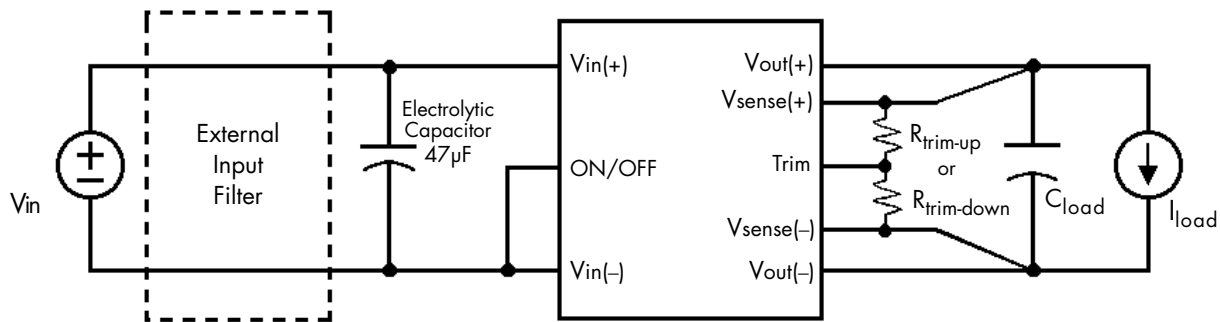 Vin
External
Input
Filter
Electrolytic
Capacitor
47µF
Vin(+)
ON/OFF
Vin(–)
Vout(+)
Vsense(+)
Trim
Vsense(–)
Vout(–)
Rtrim-up
or
Rtrim-down
Cload
Iload